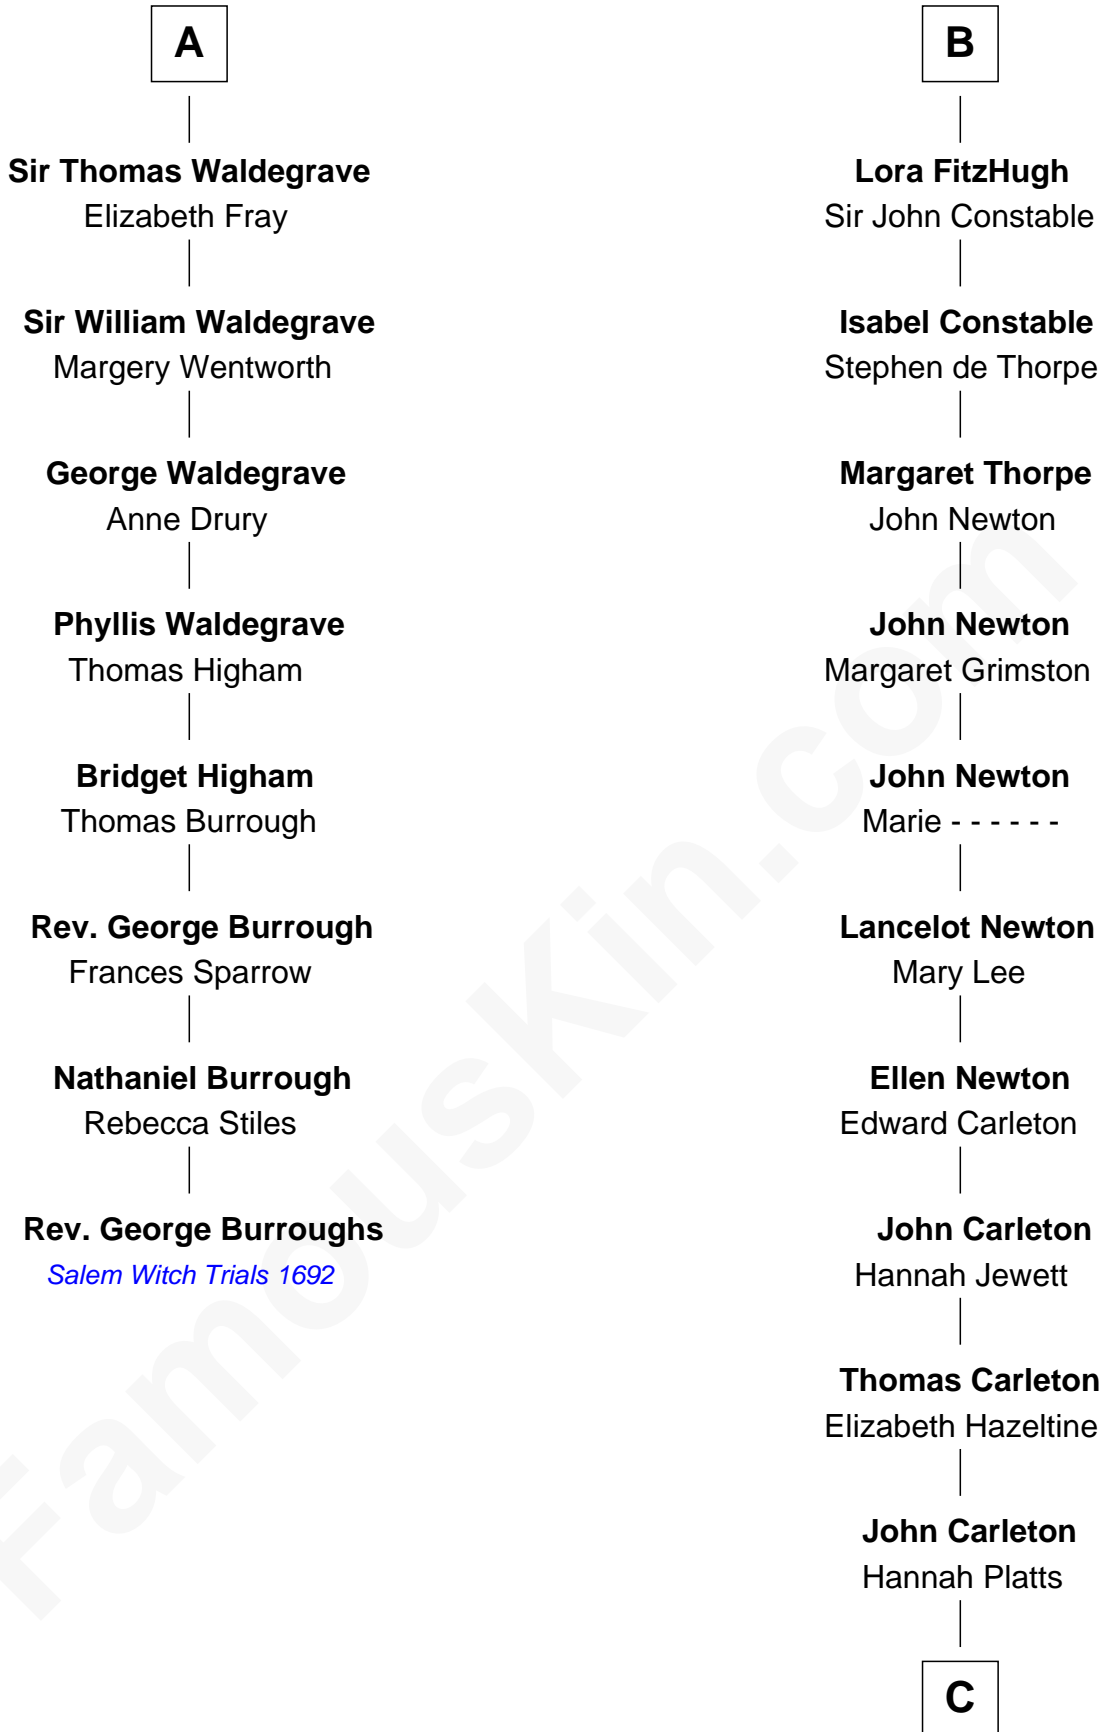 A
Sir Thomas Waldegrave
Elizabeth Fray
Sir William Waldegrave
Margery Wentworth
George Waldegrave
Anne Drury
Phyllis Waldegrave
Thomas Higham
Bridget Higham
Thomas Burrough
Rev. George Burrough
Frances Sparrow
Nathaniel Burrough
Rebecca Stiles
Rev. George Burroughs
Salem Witch Trials 1692
B
Lora FitzHugh
Sir John Constable
Isabel Constable
Stephen de Thorpe
Margaret Thorpe
John Newton
John Newton
Margaret Grimston
John Newton
Marie - - - - - -
Lancelot Newton
Mary Lee
Ellen Newton
Edward Carleton
John Carleton
Hannah Jewett
Thomas Carleton
Elizabeth Hazeltine
John Carleton
Hannah Platts
C
FamousKin.com